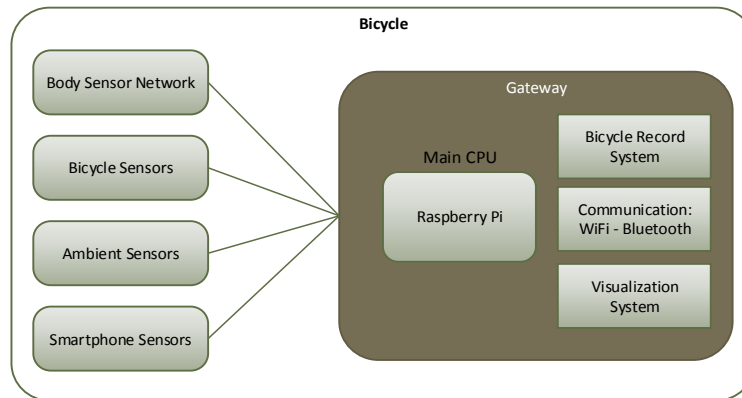 Bicycle
Body Sensor Network
Bicycle Sensors
Ambient Sensors
Smartphone Sensors
Gateway
Main CPU
Raspberry Pi
Bicycle Record
System
Communication:
WiFi - Bluetooth
Visualization
System